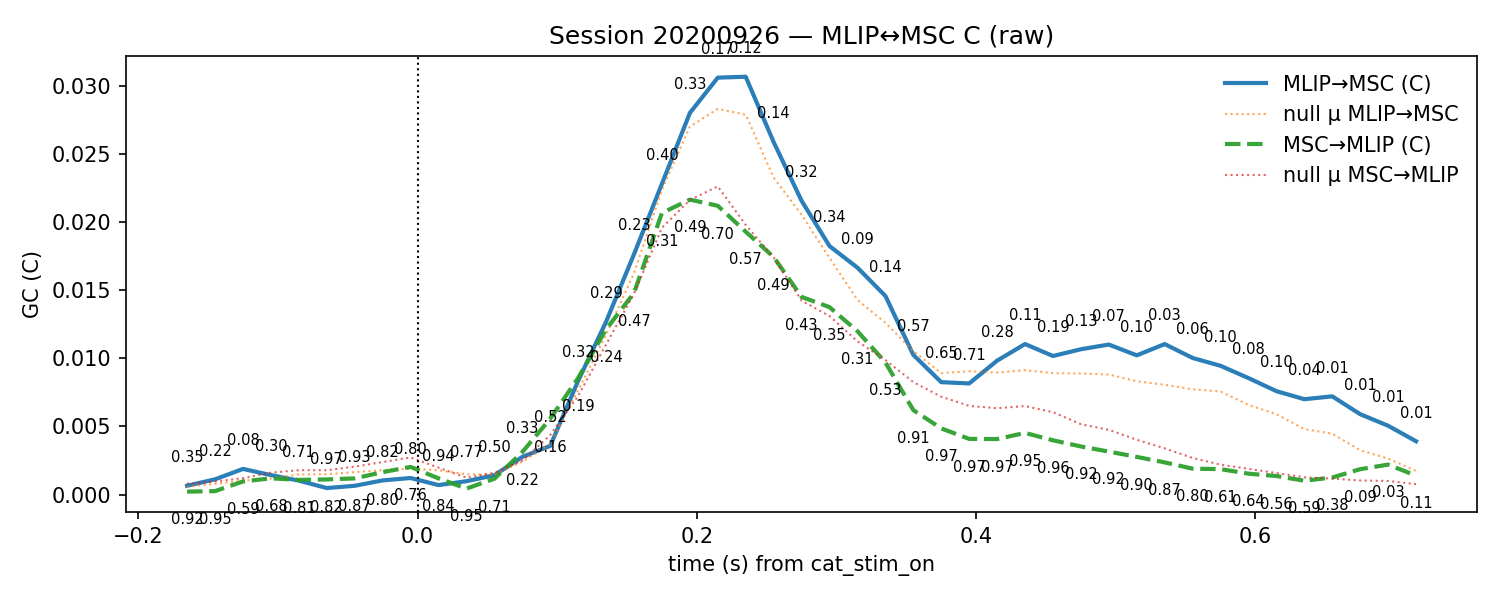 Session 20200926 — MLIP↔MSC C (raw)
GC (C)
0.030
0.025
0.020
0.015
0.010
0.005
0.000
MLIP→MSC (C)
null μ MLIP→MSC
MSC→MLIP (C)
null μ MSC→MLIP
0.35 0.22 0.08 0.30 0.71 0.97 0.93 0.82 0.80 0.94 0.77 0.50 0.33 0.52 0.32 0.29 0.23 0.40 0.33 0.17 0.12 0.14 0.32 0.34 0.09 0.14 0.57 0.65 0.71 0.28 0.11 0.19 0.13 0.07 0.10 0.03 0.06 0.10 0.08 0.10 0.04 0.01 0.01 0.01 0.01
0.92 0.95 0.59 0.68 0.81 0.82 0.87 0.80 0.76 0.84 0.95 0.71 0.22 0.16 0.19 0.24 0.47 0.31 0.49 0.70 0.57 0.49 0.43 0.35 0.31 0.53 0.91 0.97 0.97 0.97 0.95 0.96 0.92 0.92 0.90 0.87 0.80 0.61 0.64 0.56 0.59 0.38 0.09 0.03 0.11
−0.2 0.0 0.2 0.4 0.6
time (s) from cat_stim_on